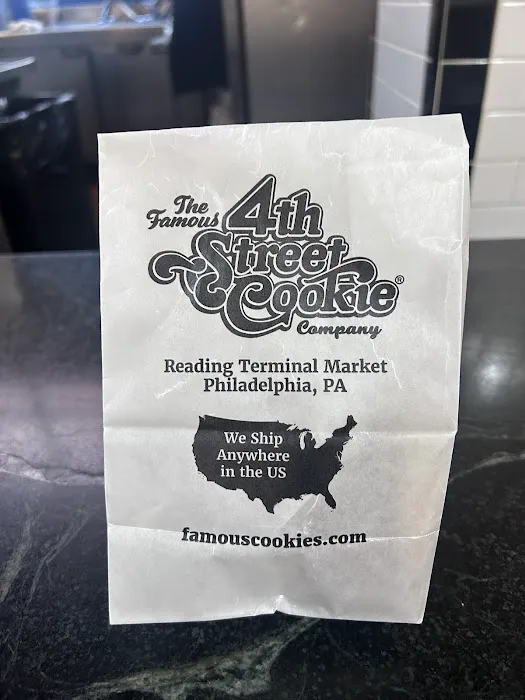 The
Famous
4th
Street
Cookie®
Company
Reading Terminal Market
Philadelphia, PA
We Ship
Anywhere
in the US
famouscookies.com